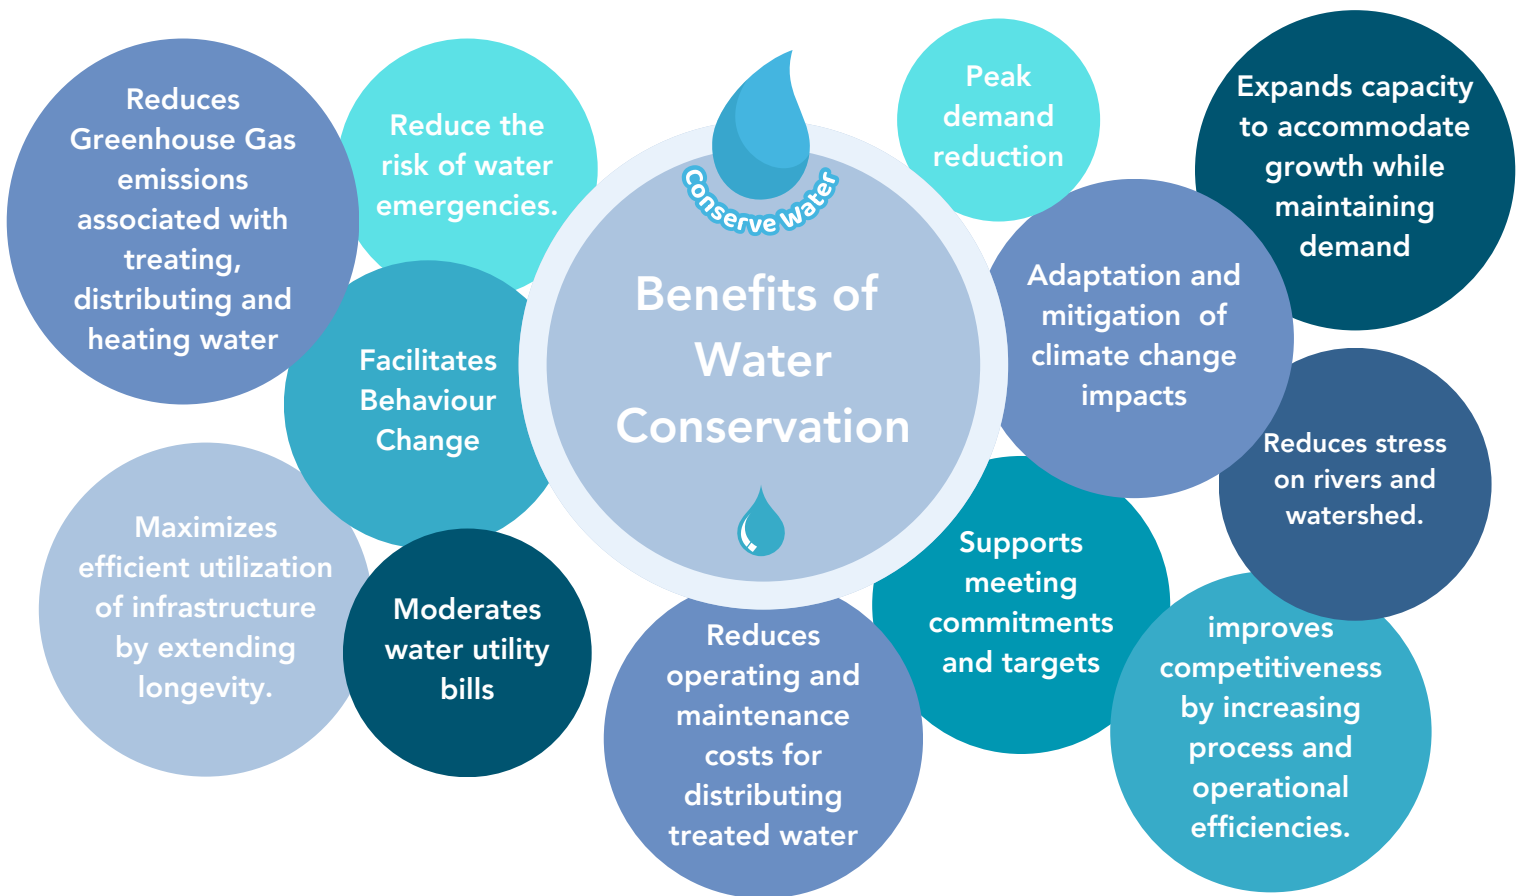 Reduces
Greenhouse Gas
emissions
associated with
treating,
distributing and
heating water
Reduce the
risk of water
emergencies.
Conserve Water
Benefits of
Water
Conservation
Peak
demand
reduction
Expands capacity
to accommodate
growth while
maintaining
demand
Facilitates
Behaviour
Change
Adaptation and
mitigation  of
climate change
impacts
Reduces stress
on rivers and
watershed.
Maximizes
efficient utilization
of infrastructure
by extending
longevity.
Moderates
water utility
bills
Reduces
operating and
maintenance
costs for
distributing
treated water
Supports
meeting
commitments
and targets
improves
competitiveness
by increasing
process and
operational
efficiencies.